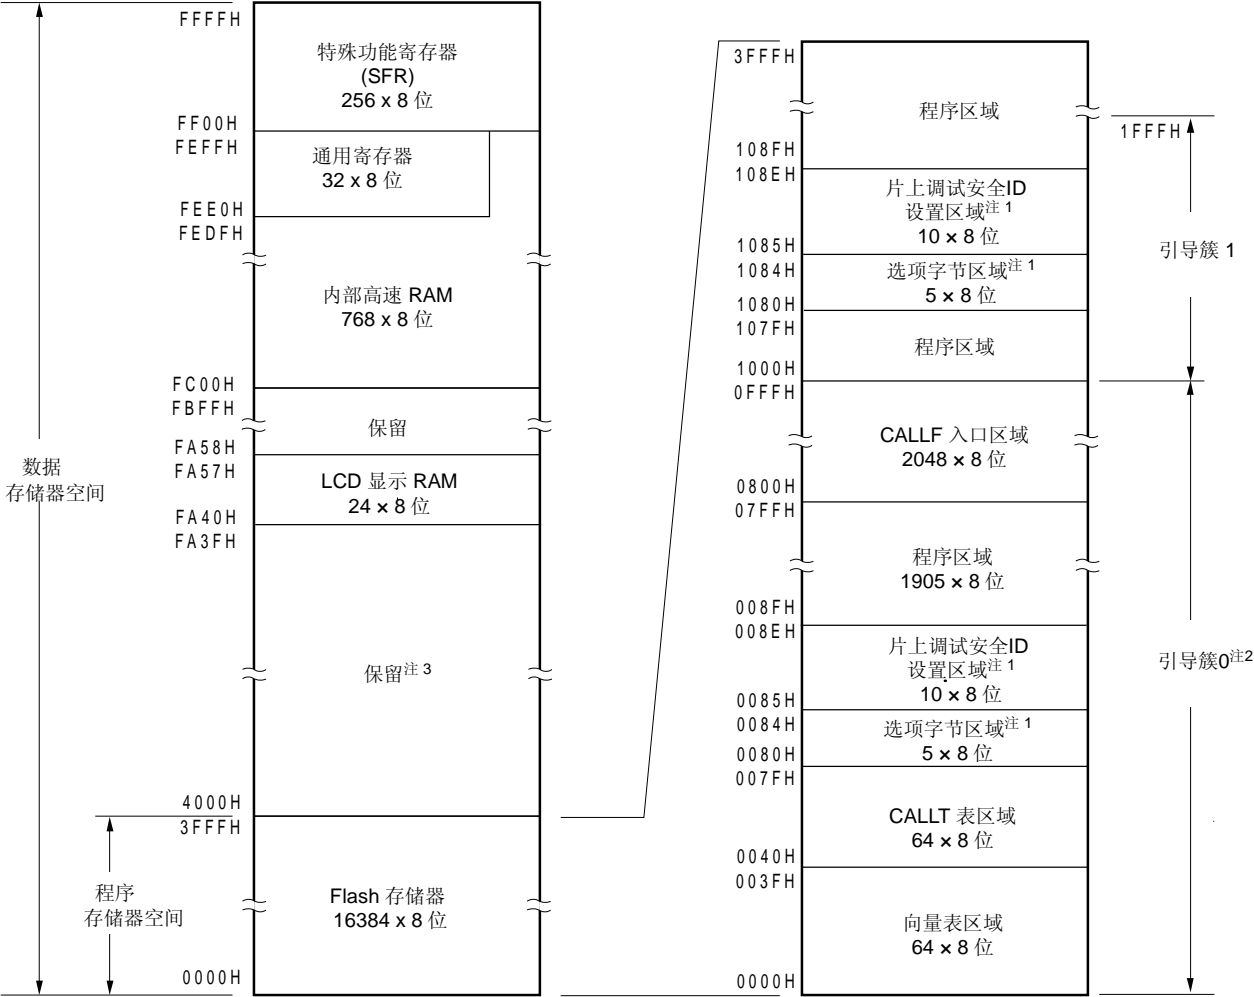 FFFFH
特殊功能寄存器
(SFR)
256 x 8 位
FF00H
FEFFH
通用寄存器
32 x 8 位
FEE0H
FEDFH
内部高速 RAM
768 x 8 位
FC00H
FBFFH
保留
FA58H
FA57H
LCD 显示 RAM
24 × 8 位
FA40H
FA3FH
数据
存储器空间
保留注 3
4000H
3FFFH
程序
存储器空间
Flash 存储器
16384 x 8 位
0000H
3FFFH
程序区域
1FFFH
108FH
108EH
片上调试安全ID
设置区域注 1
10 × 8 位
1085H
1084H
选项字节区域注 1
5 × 8 位
1080H
107FH
程序区域
1000H
引导簇 1
0FFFH
CALLF 入口区域
2048 × 8 位
0800H
07FFH
程序区域
1905 × 8 位
008FH
008EH
片上调试安全ID
设置区域注 1
10 × 8 位
0085H
引导簇0注2
0084H
选项字节区域注 1
5 × 8 位
0080H
007FH
CALLT 表区域
64 × 8 位
0040H
003FH
向量表区域
64 × 8 位
0000H